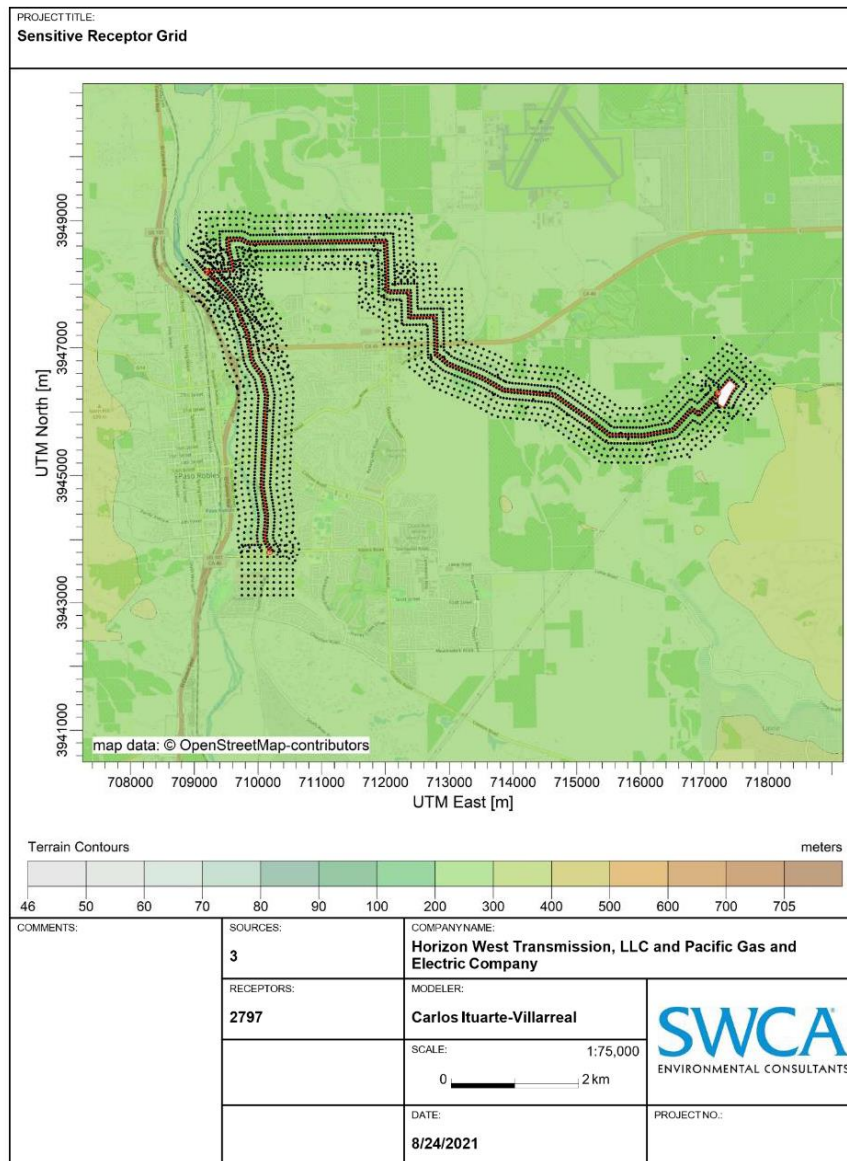 PROJECT TITLE:
Sensitive Receptor Grid
UTM North [m]
3949000
3947000
3945000
3943000
3941000
Paso Robles
map data: © OpenStreetMap-contributors
708000 709000 710000 711000 712000 713000 714000 715000 716000 717000 718000
UTM East [m]
Terrain Contours
meters
46 50 60 70 80 90 100 200 300 400 500 600 700 705
COMMENTS:
SOURCES:
3
COMPANY NAME:
Horizon West Transmission, LLC and Pacific Gas and
Electric Company
RECEPTORS:
2797
MODELER:
Carlos Ituarte-Villarreal
SCALE:
1:75,000
0
2 km
SWCA
ENVIRONMENTAL CONSULTANTS
DATE:
8/24/2021
PROJECT NO.: